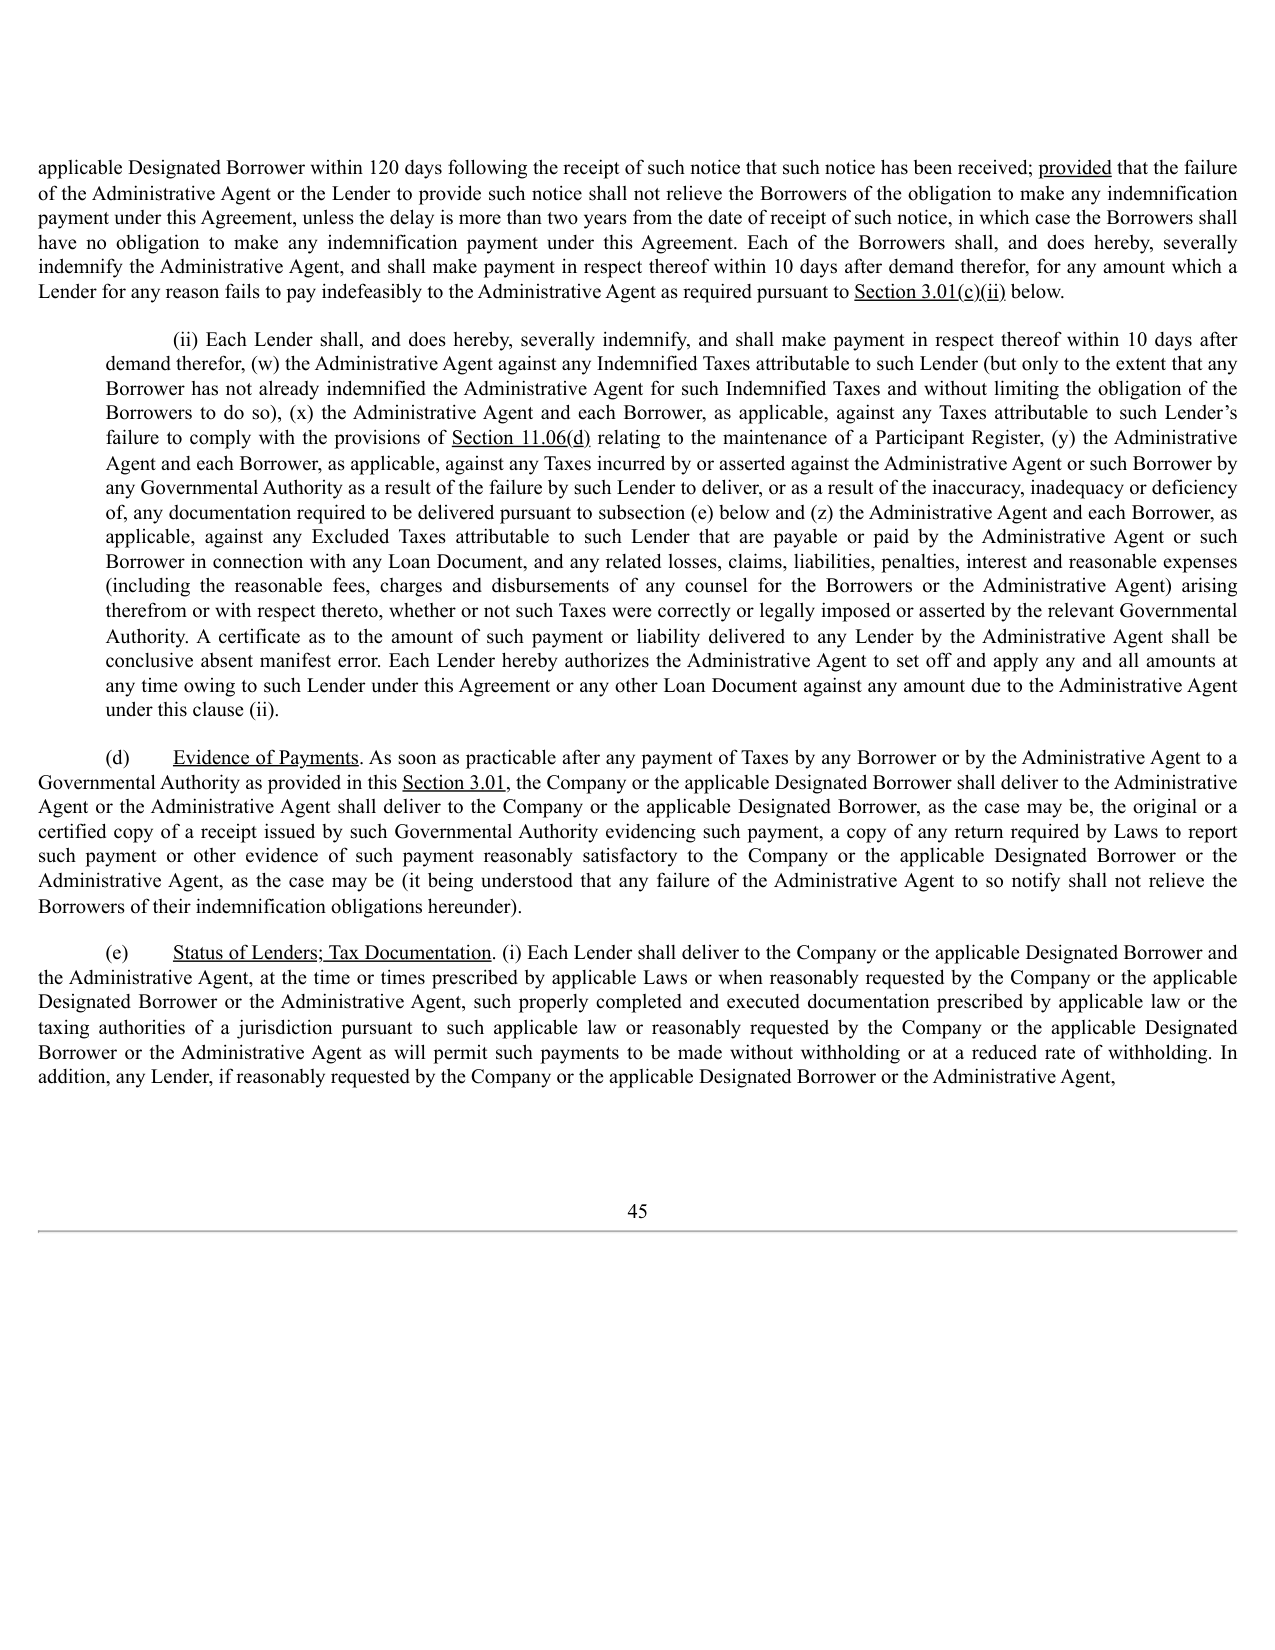 applicable Designated Borrower within 120 days following the receipt of such notice that such notice has been received; provided that the failure
of the Administrative Agent or the Lender to provide such notice shall not relieve the Borrowers of the obligation to make any indemnification
payment under this Agreement, unless the delay is more than two years from the date of receipt of such notice, in which case the Borrowers shall
have no obligation to make any indemnification payment under this Agreement. Each of the Borrowers shall, and does hereby, severally
indemnify the Administrative Agent, and shall make payment in respect thereof within 10 days after demand therefor, for any amount which a
Lender for any reason fails to pay indefeasibly to the Administrative Agent as required pursuant to Section 3.01(c)(ii) below.
(ii) Each Lender shall, and does hereby, severally indemnify, and shall make payment in respect thereof within 10 days after
demand therefor, (w) the Administrative Agent against any Indemnified Taxes attributable to such Lender (but only to the extent that any
Borrower has not already indemnified the Administrative Agent for such Indemnified Taxes and without limiting the obligation of the
Borrowers to do so), (x) the Administrative Agent and each Borrower, as applicable, against any Taxes attributable to such Lender’s
failure to comply with the provisions of Section 11.06(d) relating to the maintenance of a Participant Register, (y) the Administrative
Agent and each Borrower, as applicable, against any Taxes incurred by or asserted against the Administrative Agent or such Borrower by
any Governmental Authority as a result of the failure by such Lender to deliver, or as a result of the inaccuracy, inadequacy or deficiency
of, any documentation required to be delivered pursuant to subsection (e) below and (z) the Administrative Agent and each Borrower, as
applicable, against any Excluded Taxes attributable to such Lender that are payable or paid by the Administrative Agent or such
Borrower in connection with any Loan Document, and any related losses, claims, liabilities, penalties, interest and reasonable expenses
(including the reasonable fees, charges and disbursements of any counsel for the Borrowers or the Administrative Agent) arising
therefrom or with respect thereto, whether or not such Taxes were correctly or legally imposed or asserted by the relevant Governmental
Authority. A certificate as to the amount of such payment or liability delivered to any Lender by the Administrative Agent shall be
conclusive absent manifest error. Each Lender hereby authorizes the Administrative Agent to set off and apply any and all amounts at
any time owing to such Lender under this Agreement or any other Loan Document against any amount due to the Administrative Agent
under this clause (ii).
(d) Evidence of Payments. As soon as practicable after any payment of Taxes by any Borrower or by the Administrative Agent to a
Governmental Authority as provided in this Section 3.01, the Company or the applicable Designated Borrower shall deliver to the Administrative
Agent or the Administrative Agent shall deliver to the Company or the applicable Designated Borrower, as the case may be, the original or a
certified copy of a receipt issued by such Governmental Authority evidencing such payment, a copy of any return required by Laws to report
such payment or other evidence of such payment reasonably satisfactory to the Company or the applicable Designated Borrower or the
Administrative Agent, as the case may be (it being understood that any failure of the Administrative Agent to so notify shall not relieve the
Borrowers of their indemnification obligations hereunder).
(e) Status of Lenders; Tax Documentation. (i) Each Lender shall deliver to the Company or the applicable Designated Borrower and
the Administrative Agent, at the time or times prescribed by applicable Laws or when reasonably requested by the Company or the applicable
Designated Borrower or the Administrative Agent, such properly completed and executed documentation prescribed by applicable law or the
taxing authorities of a jurisdiction pursuant to such applicable law or reasonably requested by the Company or the applicable Designated
Borrower or the Administrative Agent as will permit such payments to be made without withholding or at a reduced rate of withholding. In
addition, any Lender, if reasonably requested by the Company or the applicable Designated Borrower or the Administrative Agent,
45